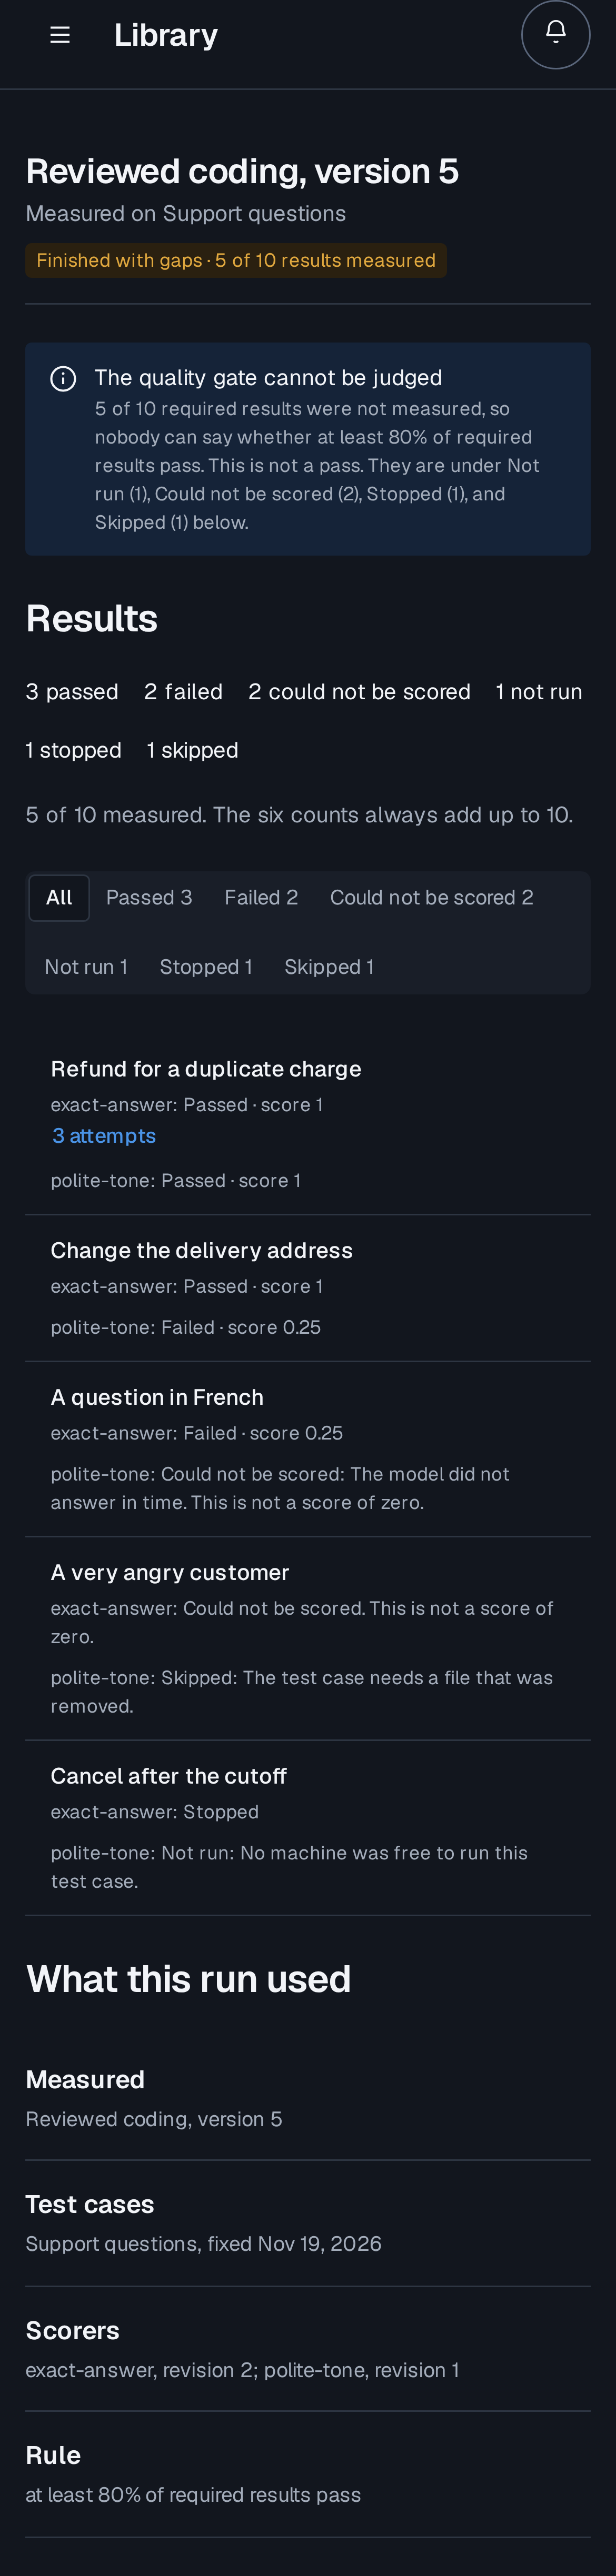 Library
Reviewed coding, version 5
Measured on Support questions
Finished with gaps · 5 of 10 results measured
The quality gate cannot be judged
5 of 10 required results were not measured, so
nobody can say whether at least 80% of required
results pass. This is not a pass. They are under Not
run (1), Could not be scored (2), Stopped (1), and
Skipped (1) below.
Results
3 passed 2 failed 2 could not be scored 1 not run
1 stopped 1 skipped
5 of 10 measured. The six counts always add up to 10.
All Passed 3 Failed 2 Could not be scored 2
Not run 1 Stopped 1 Skipped 1
Refund for a duplicate charge
exact-answer: Passed · score 1
3 attempts
polite-tone: Passed · score 1
Change the delivery address
exact-answer: Passed · score 1
polite-tone: Failed · score 0.25
A question in French
exact-answer: Failed · score 0.25
polite-tone: Could not be scored: The model did not
answer in time. This is not a score of zero.
A very angry customer
exact-answer: Could not be scored. This is not a score of
zero.
polite-tone: Skipped: The test case needs a file that was
removed.
Cancel after the cutoff
exact-answer: Stopped
polite-tone: Not run: No machine was free to run this
test case.
What this run used
Measured
Reviewed coding, version 5
Test cases
Support questions, fixed Nov 19, 2026
Scorers
exact-answer, revision 2; polite-tone, revision 1
Rule
at least 80% of required results pass